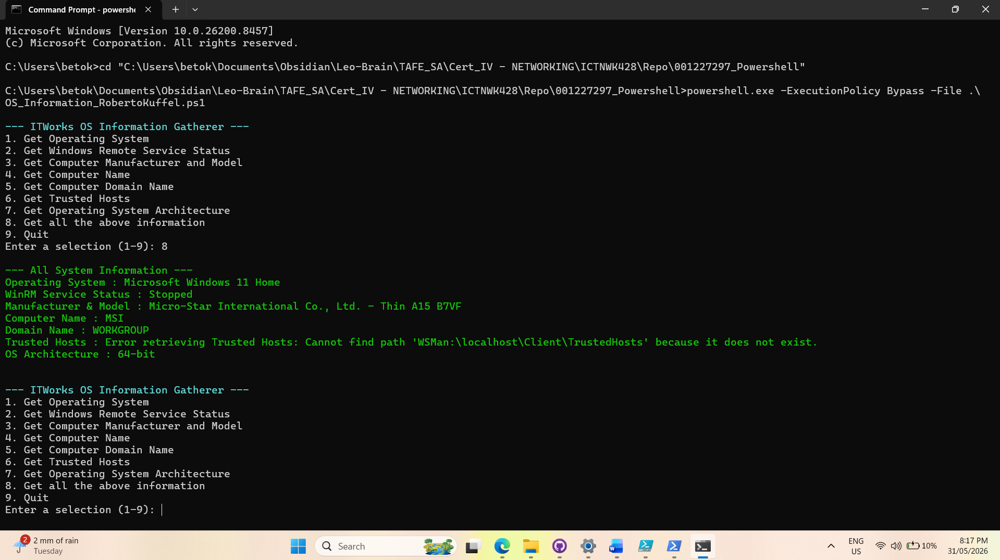 Command Prompt - powershe
Microsoft Windows [Version 10.0.26200.8457]
(c) Microsoft Corporation. All rights reserved.
C:\Users\betok>cd "C:\Users\betok\Documents\Obsidian\Leo-Brain\TAFE_SA\Cert_IV - NETWORKING\ICTNWK428\Repo\001227297_Powershell"
C:\Users\betok\Documents\Obsidian\Leo-Brain\TAFE_SA\Cert_IV - NETWORKING\ICTNWK428\Repo\001227297_Powershell>powershell.exe -ExecutionPolicy Bypass -File .\
OS_Information_RobertoKuffel.ps1
--- ITWorks OS Information Gatherer ---
1. Get Operating System
2. Get Windows Remote Service Status
3. Get Computer Manufacturer and Model
4. Get Computer Name
5. Get Computer Domain Name
6. Get Trusted Hosts
7. Get Operating System Architecture
8. Get all the above information
9. Quit
Enter a selection (1-9): 8
--- All System Information ---
Operating System : Microsoft Windows 11 Home
WinRM Service Status : Stopped
Manufacturer & Model : Micro-Star International Co., Ltd. - Thin A15 B7VF
Computer Name : MSI
Domain Name : WORKGROUP
Trusted Hosts : Error retrieving Trusted Hosts: Cannot find path 'WSMan:\localhost\Client\TrustedHosts' because it does not exist.
OS Architecture : 64-bit
--- ITWorks OS Information Gatherer ---
1. Get Operating System
2. Get Windows Remote Service Status
3. Get Computer Manufacturer and Model
4. Get Computer Name
5. Get Computer Domain Name
6. Get Trusted Hosts
7. Get Operating System Architecture
8. Get all the above information
9. Quit
Enter a selection (1-9):
2
2 mm of rain
Tuesday
Search
W
ENG
US
10%
8:17 PM
31/05/2026